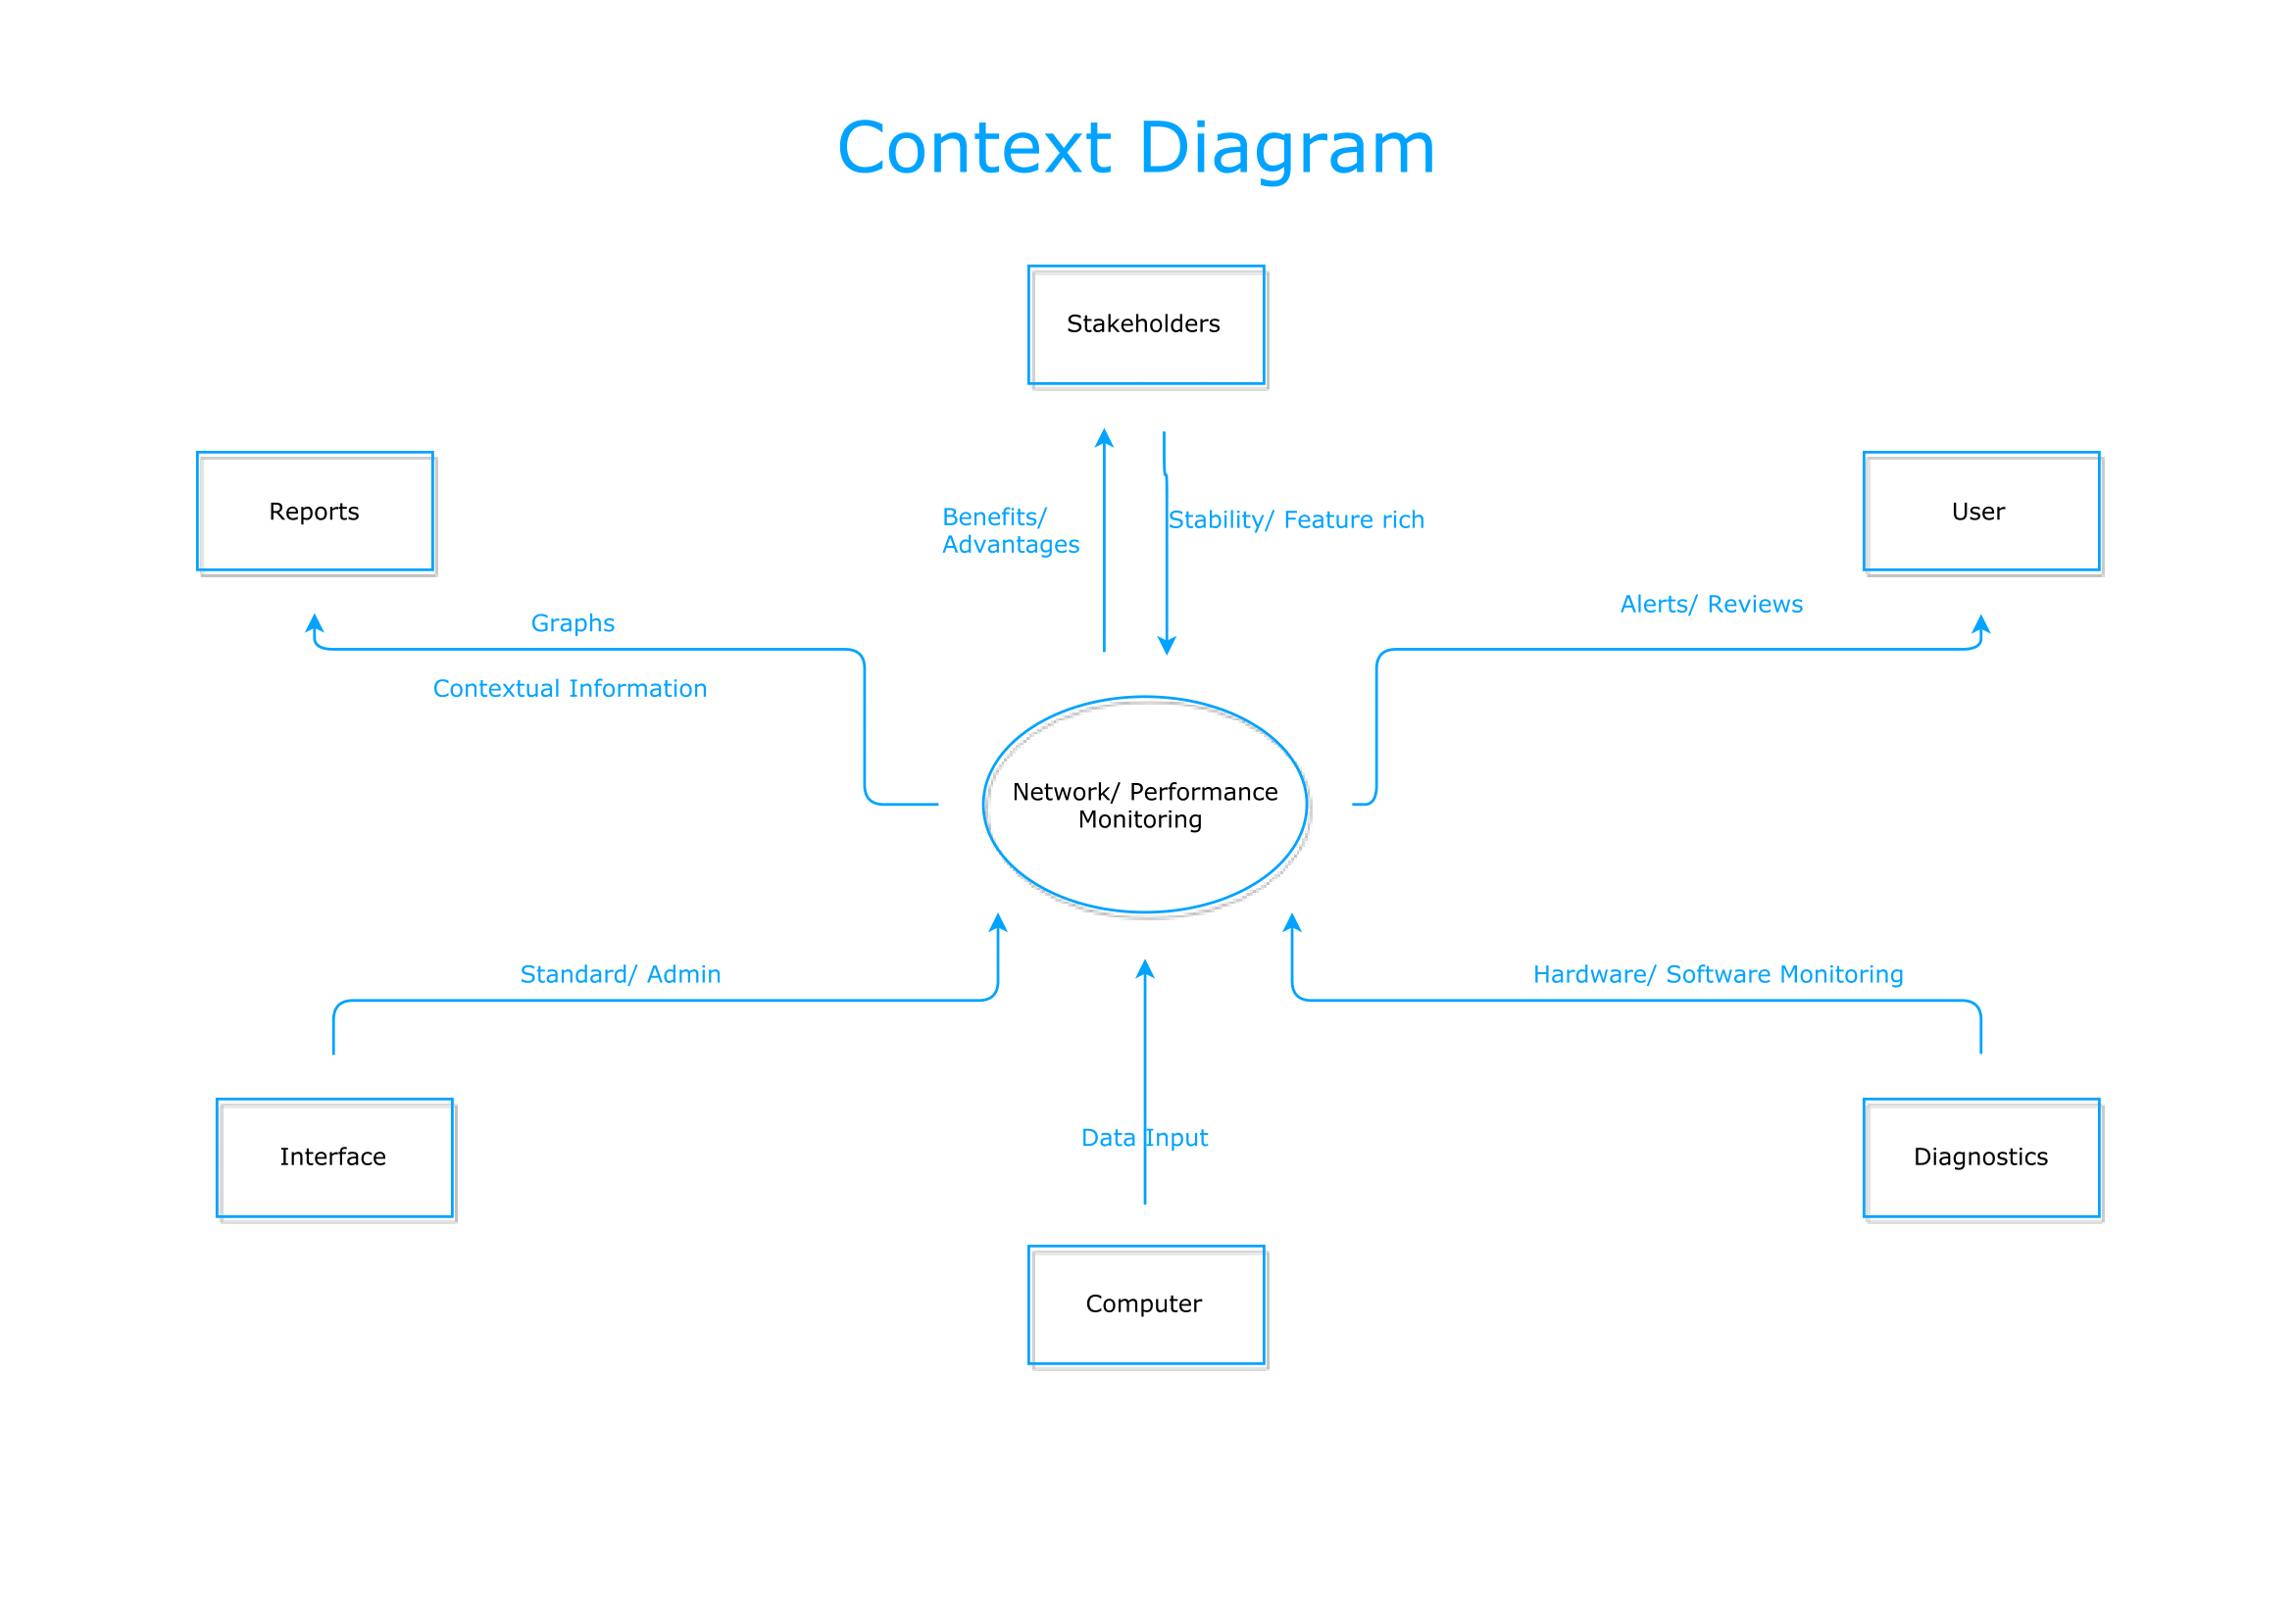 Context Diagram
Stakeholders
Reports
User
Benefits/
Advantages
Stability/ Feature rich
Alerts/ Reviews
Graphs
Contextual Information
Network/ Performance
Monitoring
Standard/ Admin
Hardware/ Software Monitoring
Data Input
Interface
Diagnostics
Computer